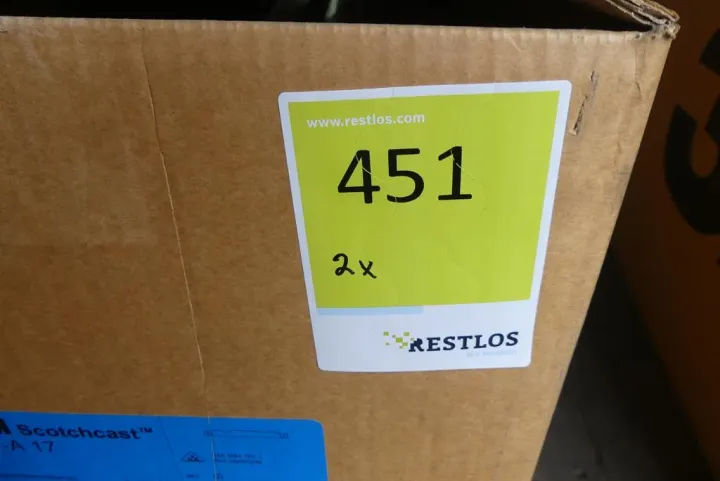 www.restlos.com
451
2x
RESTLOS
Scotchcast™
-A 17